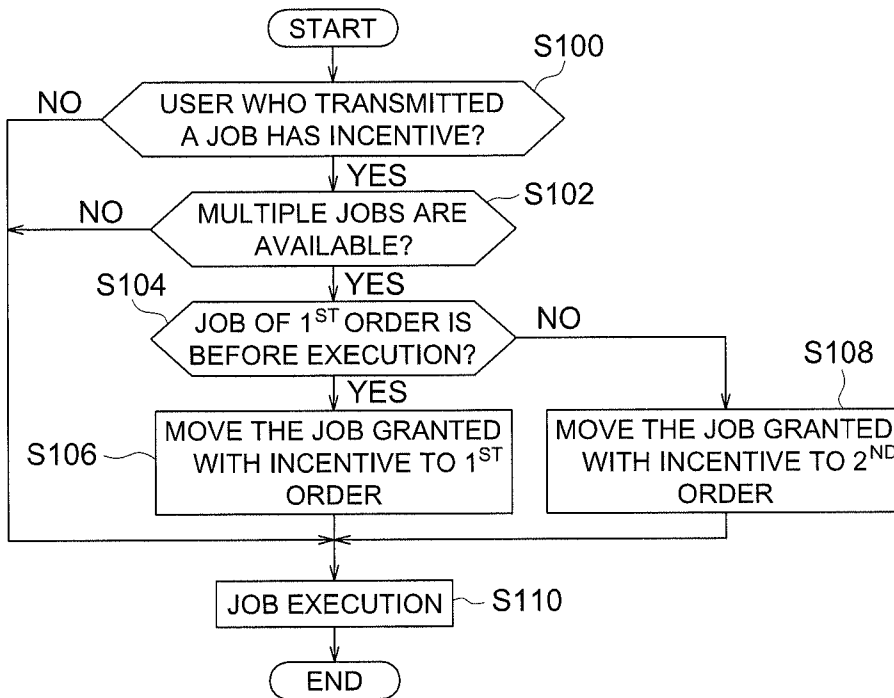 START
S100
NO
USER WHO TRANSMITTED
A JOB HAS INCENTIVE?
YES
S102
NO
MULTIPLE JOBS ARE
AVAILABLE?
YES
S104
JOB OF 1ST ORDER IS
BEFORE EXECUTION?
NO
YES
S108
S106
MOVE THE JOB GRANTED
WITH INCENTIVE TO 1ST
ORDER
MOVE THE JOB GRANTED
WITH INCENTIVE TO 2ND
ORDER
JOB EXECUTION
S110
END